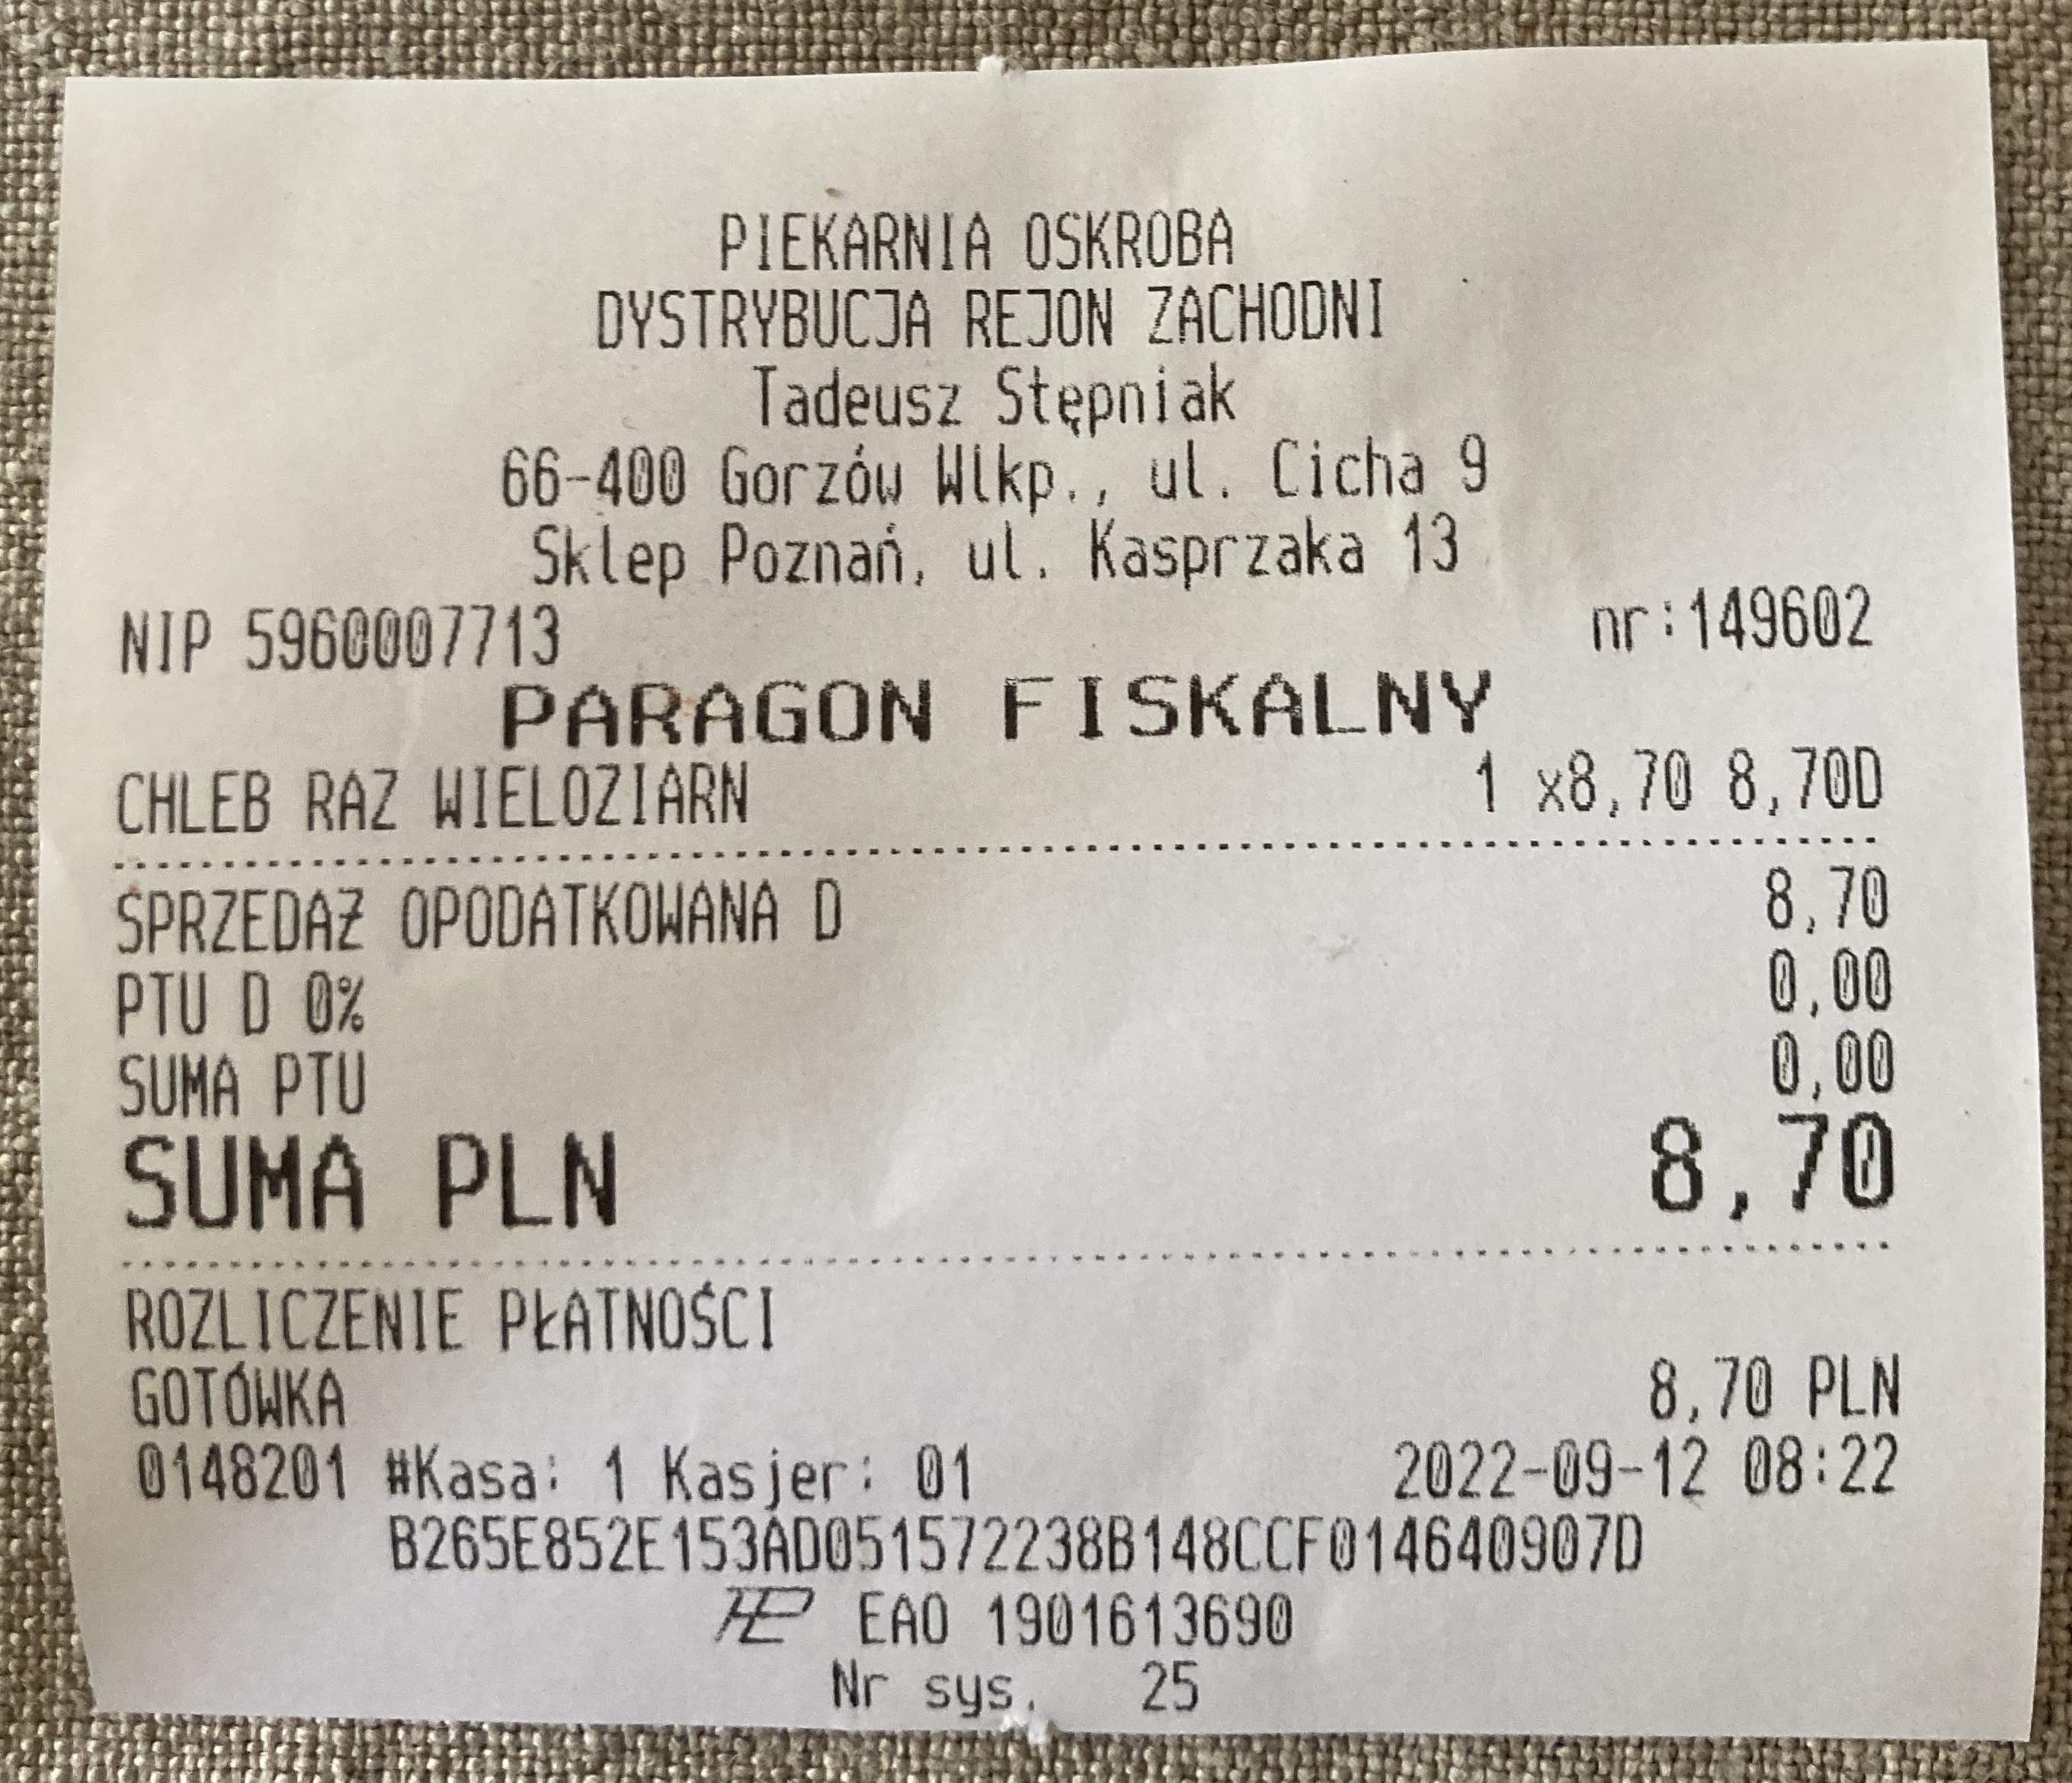 PIEKARNIA OSKROBA
DYSTRYBUCJA REJON ZACHODNI
Tadeusz Stępniak
66-400 Gorzów Wlkp., ul. Cicha 9
Sklep Poznań, ul. Kasprzaka 13
NIP 5960007713 nr:149602
PARAGON FISKALNY
CHLEB RAZ WIELOZIARN 1 x8,70 8,70D
SPRZEDAŻ OPODATKOWANA D 8,70
PTU D 0% 0,00
SUMA PTU 0,00
SUMA PLN 8,70
ROZLICZENIE PŁATNOŚCI
GOTÓWKA 8,70 PLN
0148201 #Kasa: 1 Kasjer: 01 2022-09-12 08:22
B265E852E153AD051572238B148CCF014640907D
EAO 1901613690
Nr sys. 25